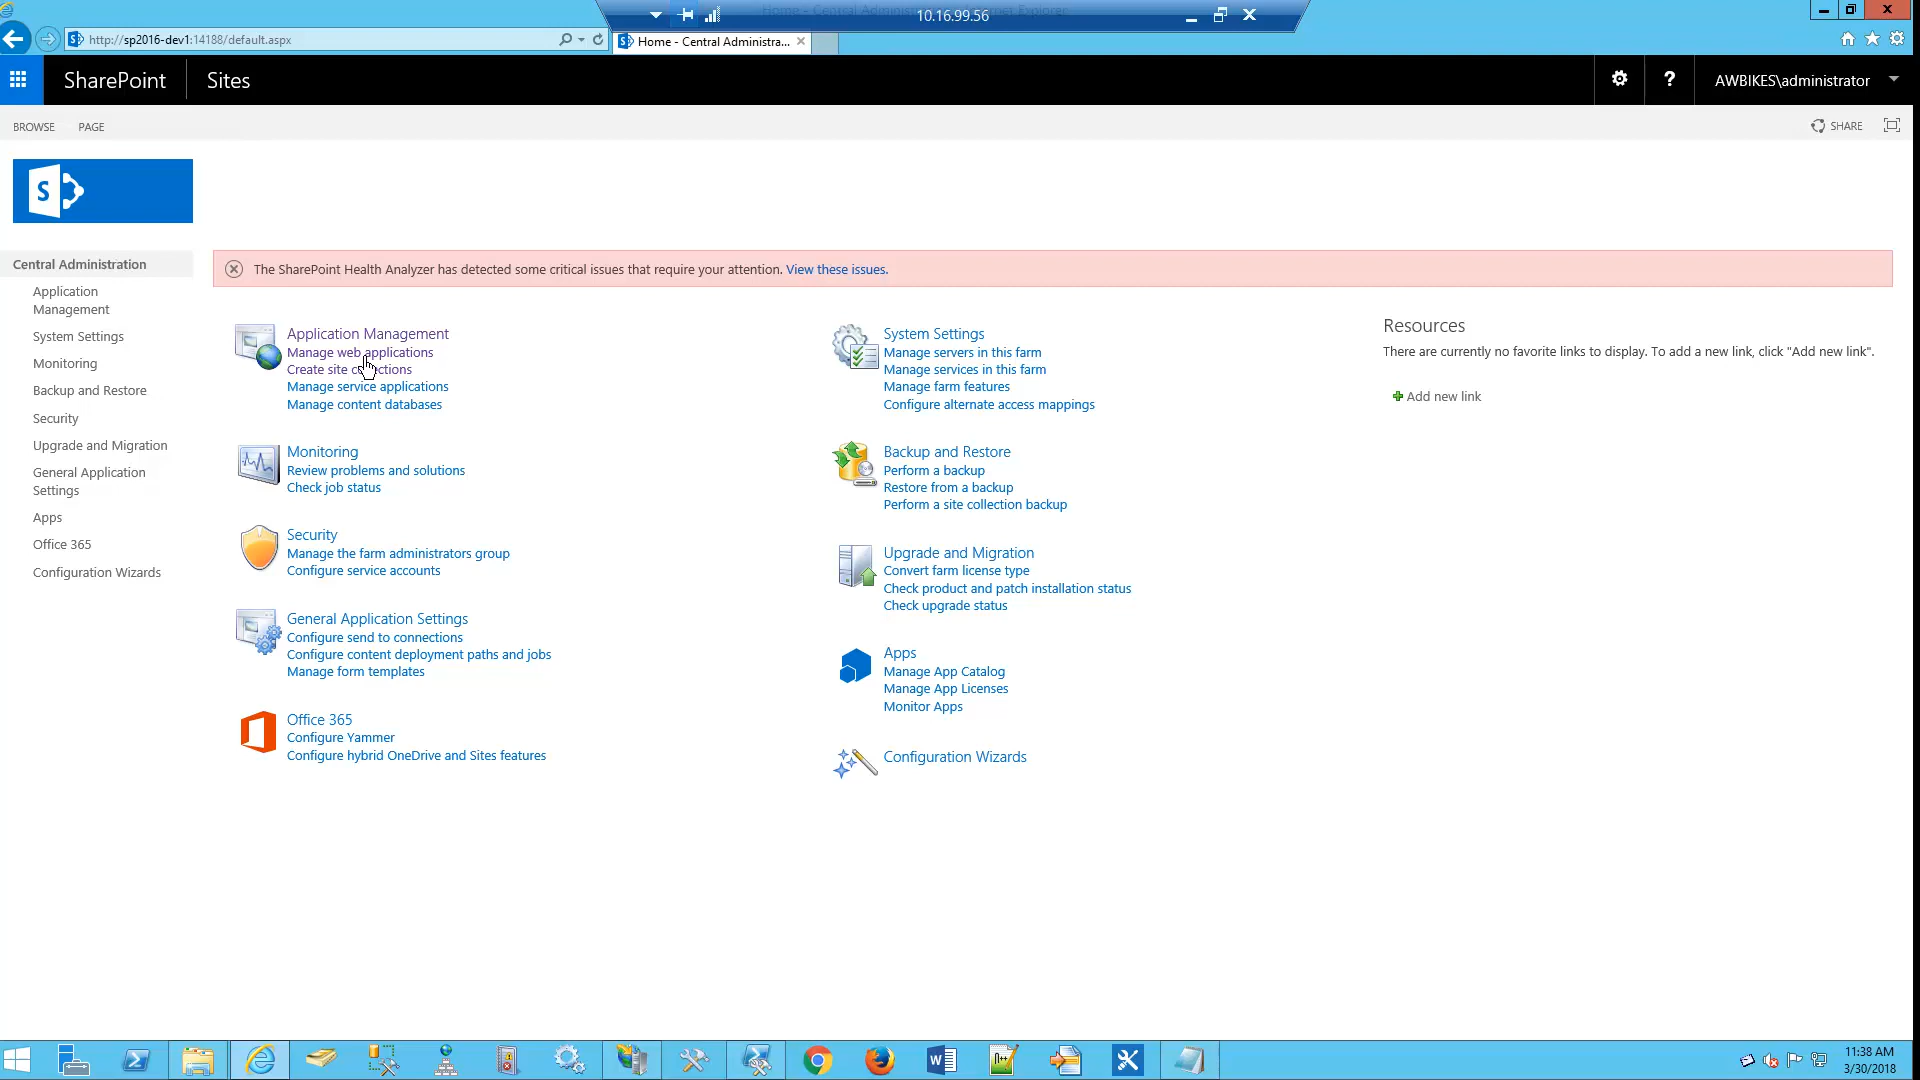 10.16.99.56
http://sp2016-dev1:14188/default.aspx
Home - Central Administra...
SharePoint
Sites
AWBIKES\administrator
BROWSE
PAGE
SHARE
Central Administration
Application
Management
System Settings
Monitoring
Backup and Restore
Security
Upgrade and Migration
General Application
Settings
Apps
Office 365
Configuration Wizards
The SharePoint Health Analyzer has detected some critical issues that require your attention. View these issues.
Application Management
Manage web applications
Create site collections
Manage service applications
Manage content databases
Monitoring
Review problems and solutions
Check job status
Security
Manage the farm administrators group
Configure service accounts
General Application Settings
Configure send to connections
Configure content deployment paths and jobs
Manage form templates
Office 365
Configure Yammer
Configure hybrid OneDrive and Sites features
System Settings
Manage servers in this farm
Manage services in this farm
Manage farm features
Configure alternate access mappings
Backup and Restore
Perform a backup
Restore from a backup
Perform a site collection backup
Upgrade and Migration
Convert farm license type
Check product and patch installation status
Check upgrade status
Apps
Manage App Catalog
Manage App Licenses
Monitor Apps
Configuration Wizards
Resources
There are currently no favorite links to display. To add a new link, click "Add new link".
Add new link
11:38 AM
3/30/2018